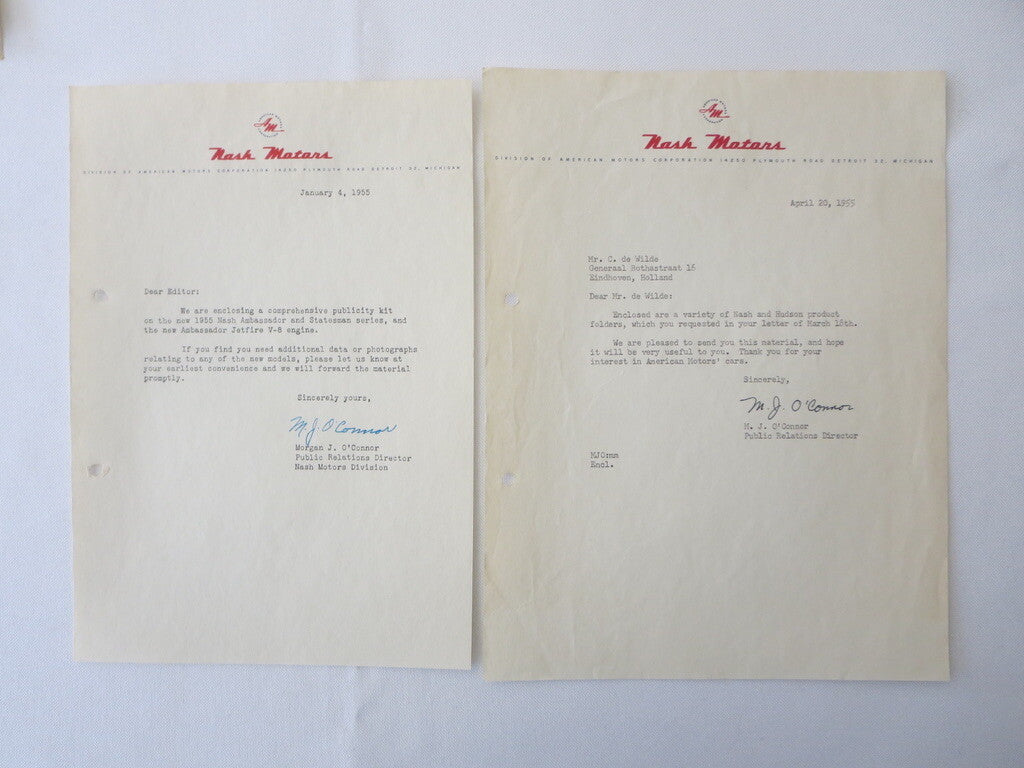 AM
Nash Motors
DIVISION OF AMERICAN MOTORS CORPORATION 14250 PLYMOUTH ROAD DETROIT 32, MICHIGAN
January 4, 1955
Dear Editor:
We are enclosing a comprehensive publicity kit
on the new 1955 Nash Ambassador and Statesman series, and
the new Ambassador Jetfire V-8 engine.
If you find you need additional data or photographs
relating to any of the new models, please let us know at
your earliest convenience and we will forward the material
promptly.
Sincerely yours,
M. J. O'Connor
Morgan J. O'Connor
Public Relations Director
Nash Motors Division
AM
Nash Motors
DIVISION OF AMERICAN MOTORS CORPORATION 14250 PLYMOUTH ROAD DETROIT 32, MICHIGAN
April 20, 1955
Mr. C. de Wilde
Generaal Bothastraat 16
Eindhoven, Holland
Dear Mr. de Wilde:
Enclosed are a variety of Nash and Hudson product
folders, which you requested in your letter of March 18th.
We are pleased to send you this material, and hope
it will be very useful to you. Thank you for your
interest in American Motors' cars.
Sincerely,
M. J. O'Connor
M. J. O'Connor
Public Relations Director
MJO:mm
Encl.